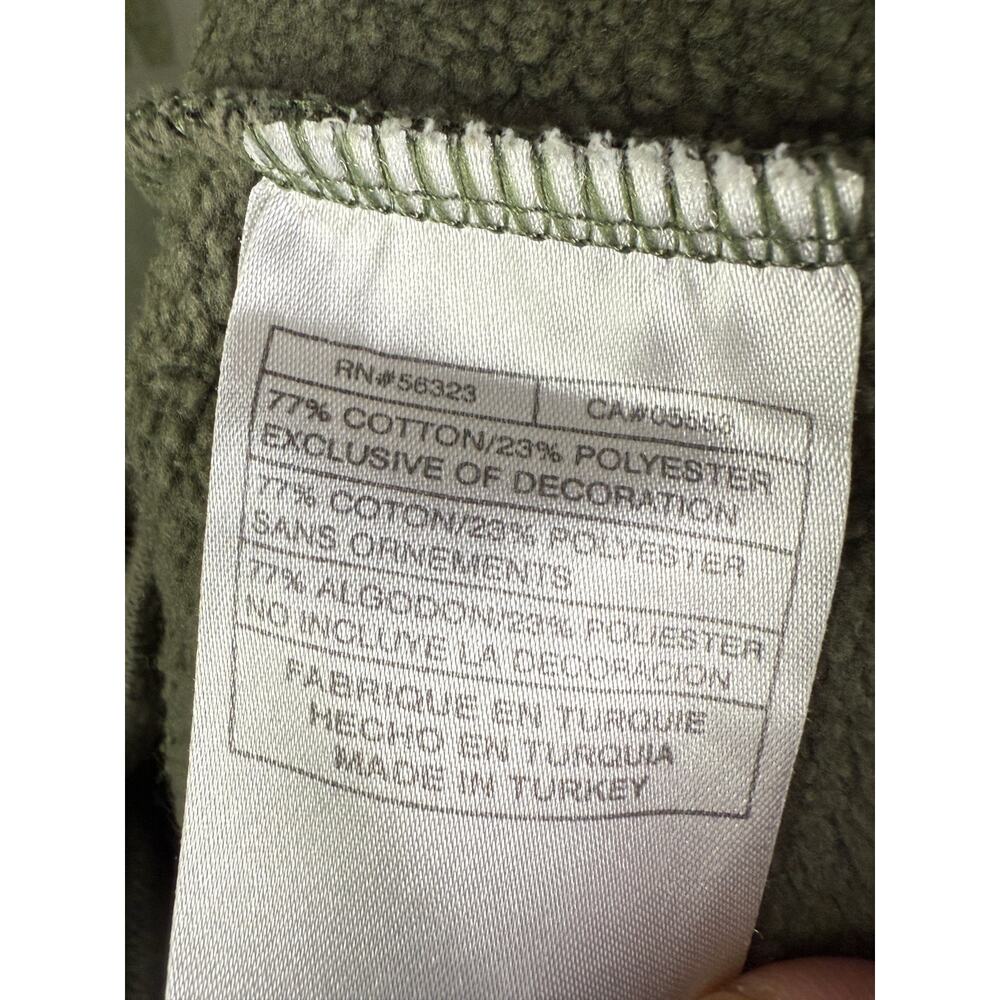 RN#56323
77% COTTON/23% POLYESTER
EXCLUSIVE OF DECORATION
77% COTON/23% POLYESTER
SANS ORNEMENTS
77% ALGODON/23% POLIESTER
NO INCLUYE LA DECORACION
FABRIQUE EN TURQUIE
HECHO EN TURQUIA
MADE IN TURKEY